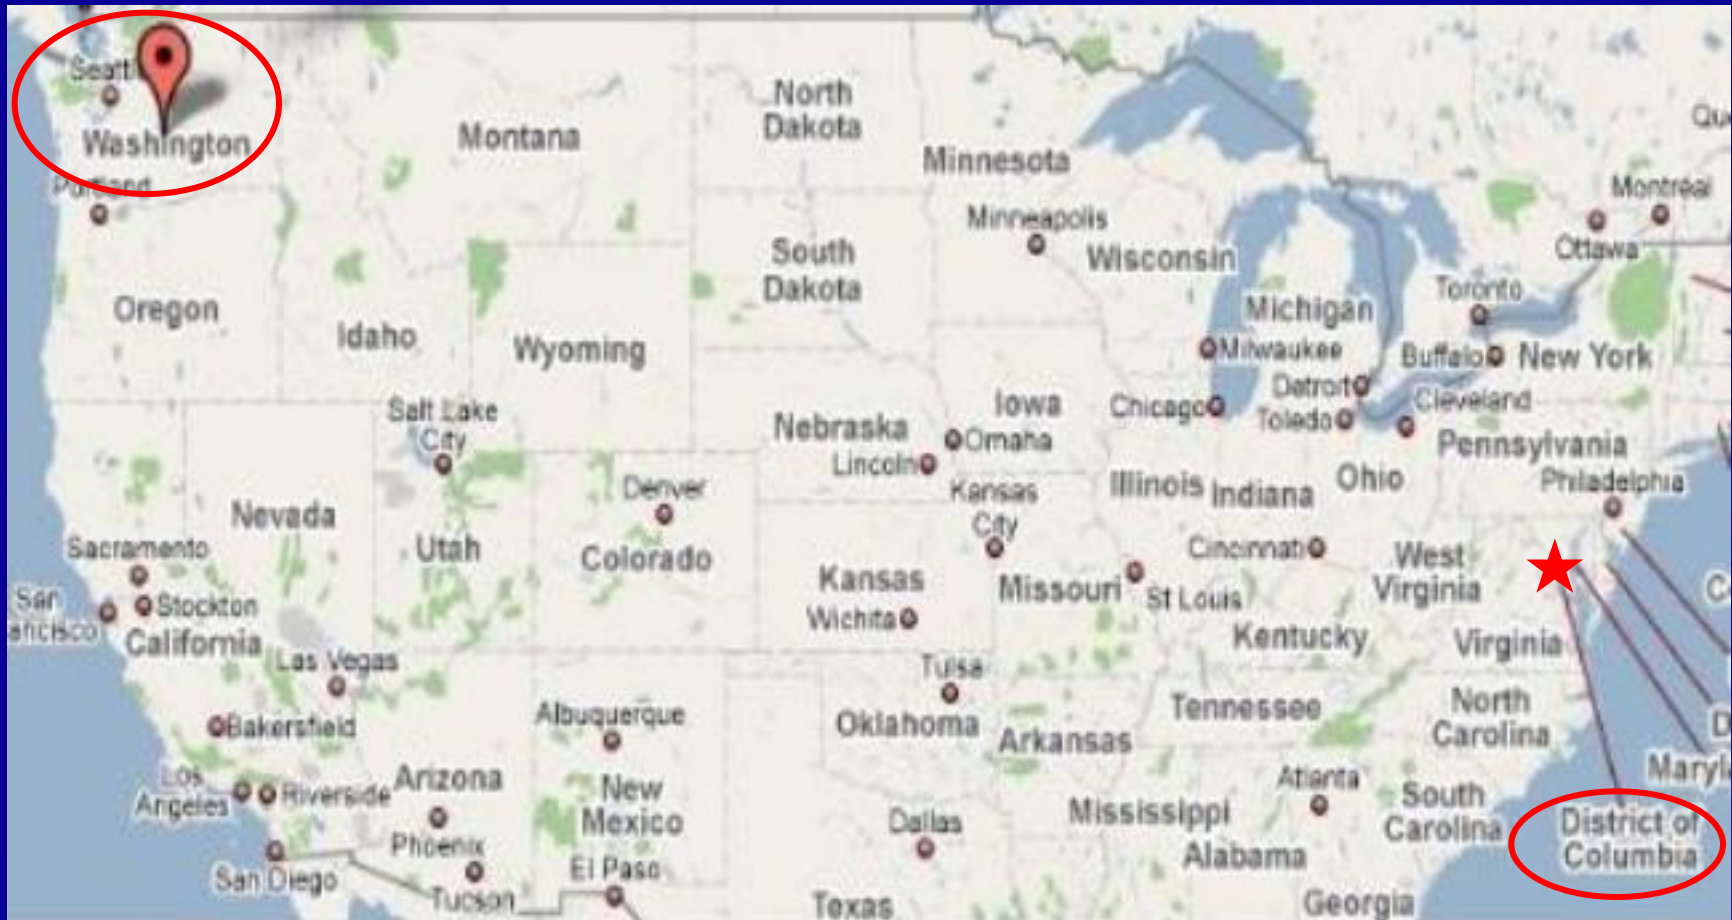 Seattl
Washington
Portland
Montana
North
Dakota
Minnesota
Montreal
Minneapolis
Ottawa
Wisconsin
South
Dakota
Oregon
Toronto
Michigan
Idaho
Wyoming
Milwaukee
Buffalo
New York
Detroit
Iowa
Chicago
Cleveland
Salt Lake
City
Toledo
Nebraska
Omaha
Pennsylvania
Lincoln
Denver
Kansas
City
Illinois
Indiana
Ohio
Philadelphia
Nevada
Sacramento
Utah
Colorado
Cincinnati
West
Virginia
Kansas
Missouri
San
ancisco
Stockton
St Louis
Wichita
California
Kentucky
Virginia
Las Vegas
Tulsa
Bakersfield
Albuquerque
Oklahoma
Arkansas
Tennessee
North
Carolina
D
Maryl
Los
Angeles
Riverside
Arizona
New
Mexico
Atlanta
Mississippi
South
Carolina
Dallas
District of
Columbia
Phoenix
Alabama
San Diego
El Paso
Tucson
Texas
Georgia